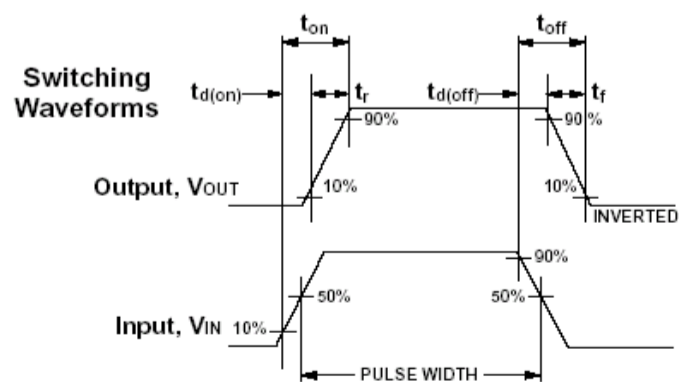 ton
toff
Switching
Waveforms
td(on)
tr
td(off)
tf
90%
90%
Output, VOUT
10%
10%
INVERTED
90%
50%
50%
Input, VIN
10%
PULSE WIDTH